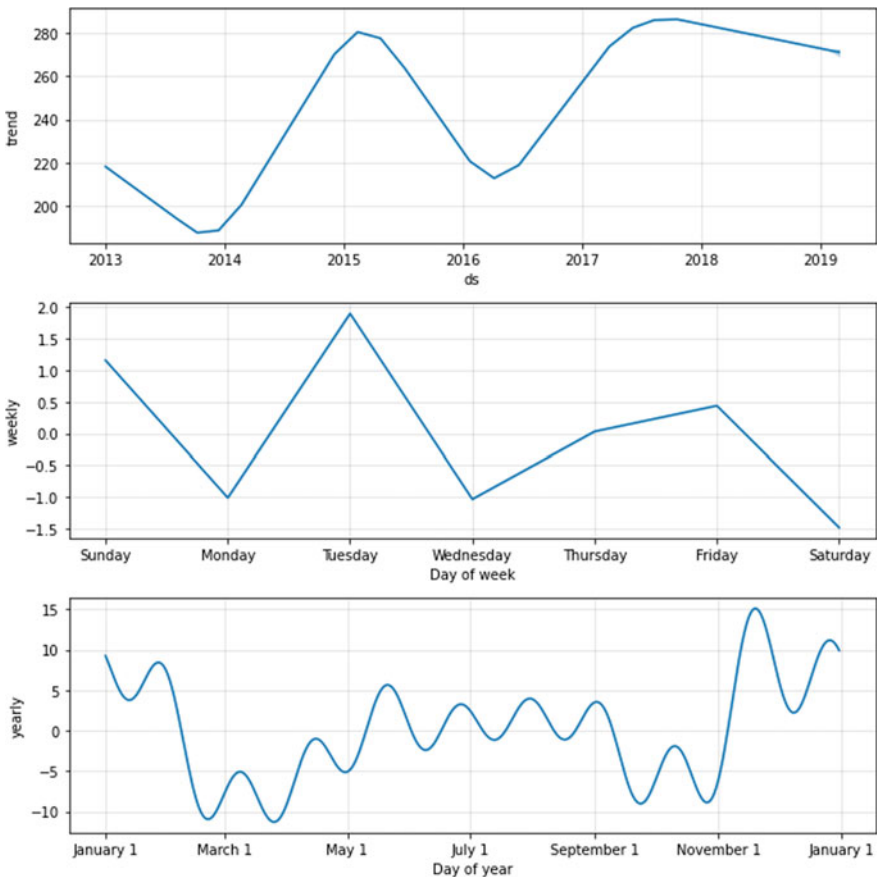 280
260
240
220
200
trend
2013 2014 2015 2016 2017 2018 2019
ds
2.0
1.5
1.0
0.5
0.0
−0.5
−1.0
−1.5
weekly
Sunday Monday Tuesday Wednesday Thursday Friday Saturday
Day of week
15
10
5
0
−5
−10
yearly
January 1 March 1 May 1 July 1 September 1 November 1 January 1
Day of year